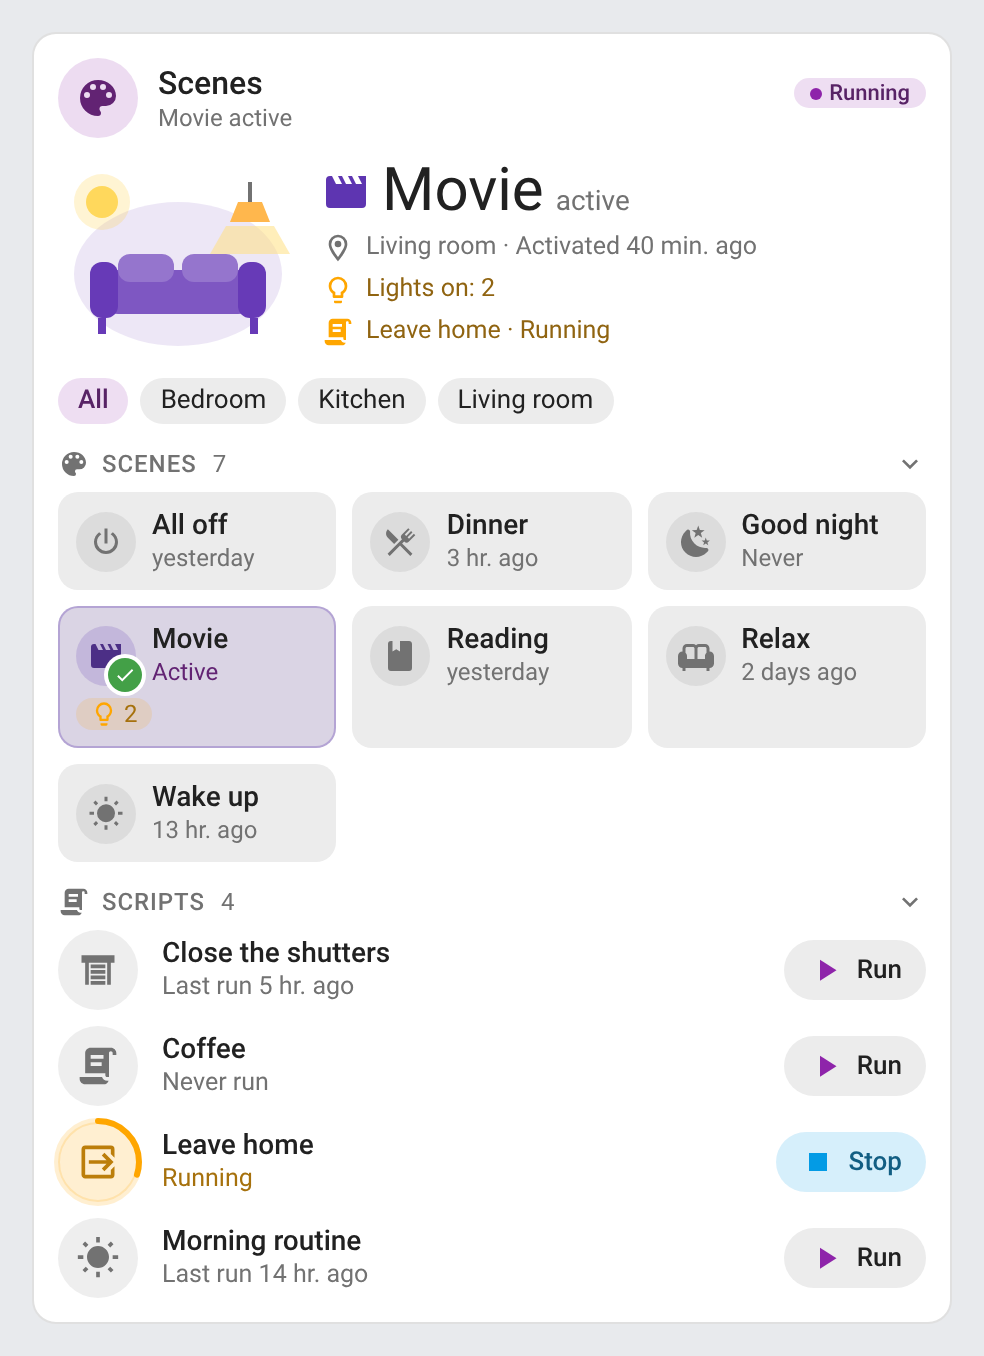 Scenes
Movie active
Running
Movie active
Living room · Activated 40 min. ago
Lights on: 2
Leave home · Running
All
Bedroom
Kitchen
Living room
SCENES 7
All off
yesterday
Dinner
3 hr. ago
Good night
Never
Movie
Active
2
Reading
yesterday
Relax
2 days ago
Wake up
13 hr. ago
SCRIPTS 4
Close the shutters
Last run 5 hr. ago
Run
Coffee
Never run
Run
Leave home
Running
Stop
Morning routine
Last run 14 hr. ago
Run